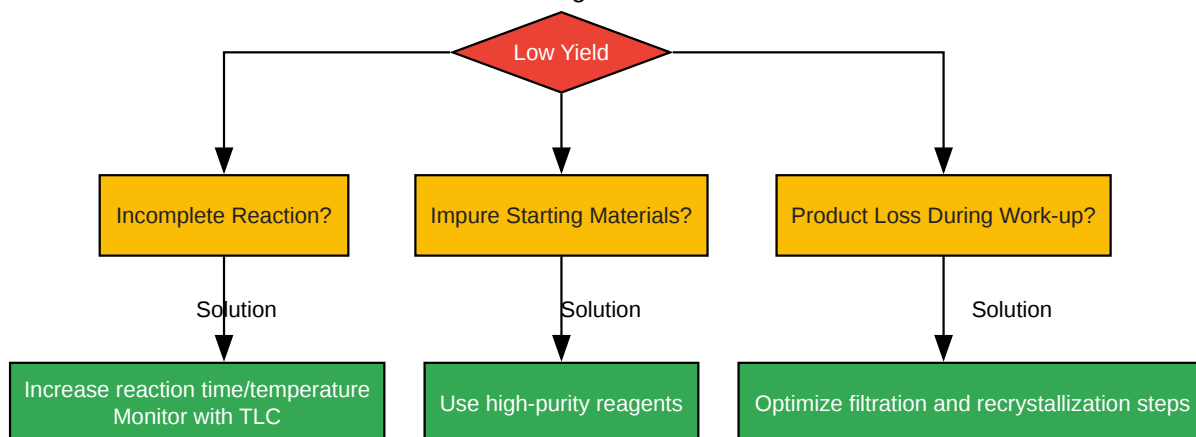 Low Yield
Incomplete Reaction?
Impure Starting Materials?
Product Loss During Work-up?
Solution
Solution
Solution
Increase reaction time/temperature
Monitor with TLC
Use high-purity reagents
Optimize filtration and recrystallization steps